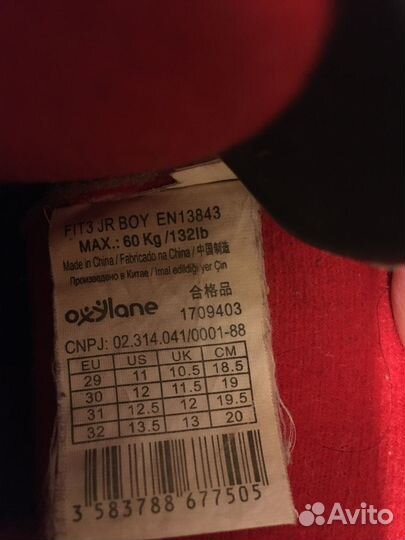 FIT3 JR BOY EN13843
MAX.: 60 Kg /132lb
Made in China / Fabricado na China / 中国制造
Произведено в Китае / Imal edildiği yer Çin
合格品
oxylane 1709403
CNPJ: 02.314.041/0001-88
EU US UK CM
29 11 10.5 18.5
30 12 11.5 19
31 12.5 12 19.5
32 13.5 13 20
3 583788 677505
Avito